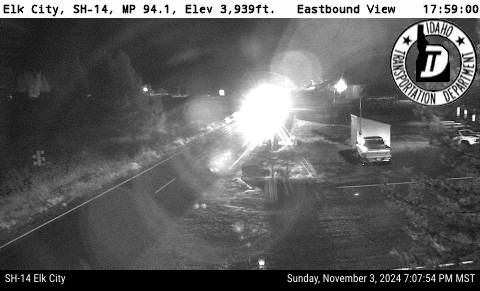 Elk City, SH-14, MP 94.1, Elev 3,939ft.   Eastbound View   17:59:00
IDAHO
TRANSPORTATION DEPARTMENT
SH-14 Elk City   Sunday, November 3, 2024 7:07:54 PM MST